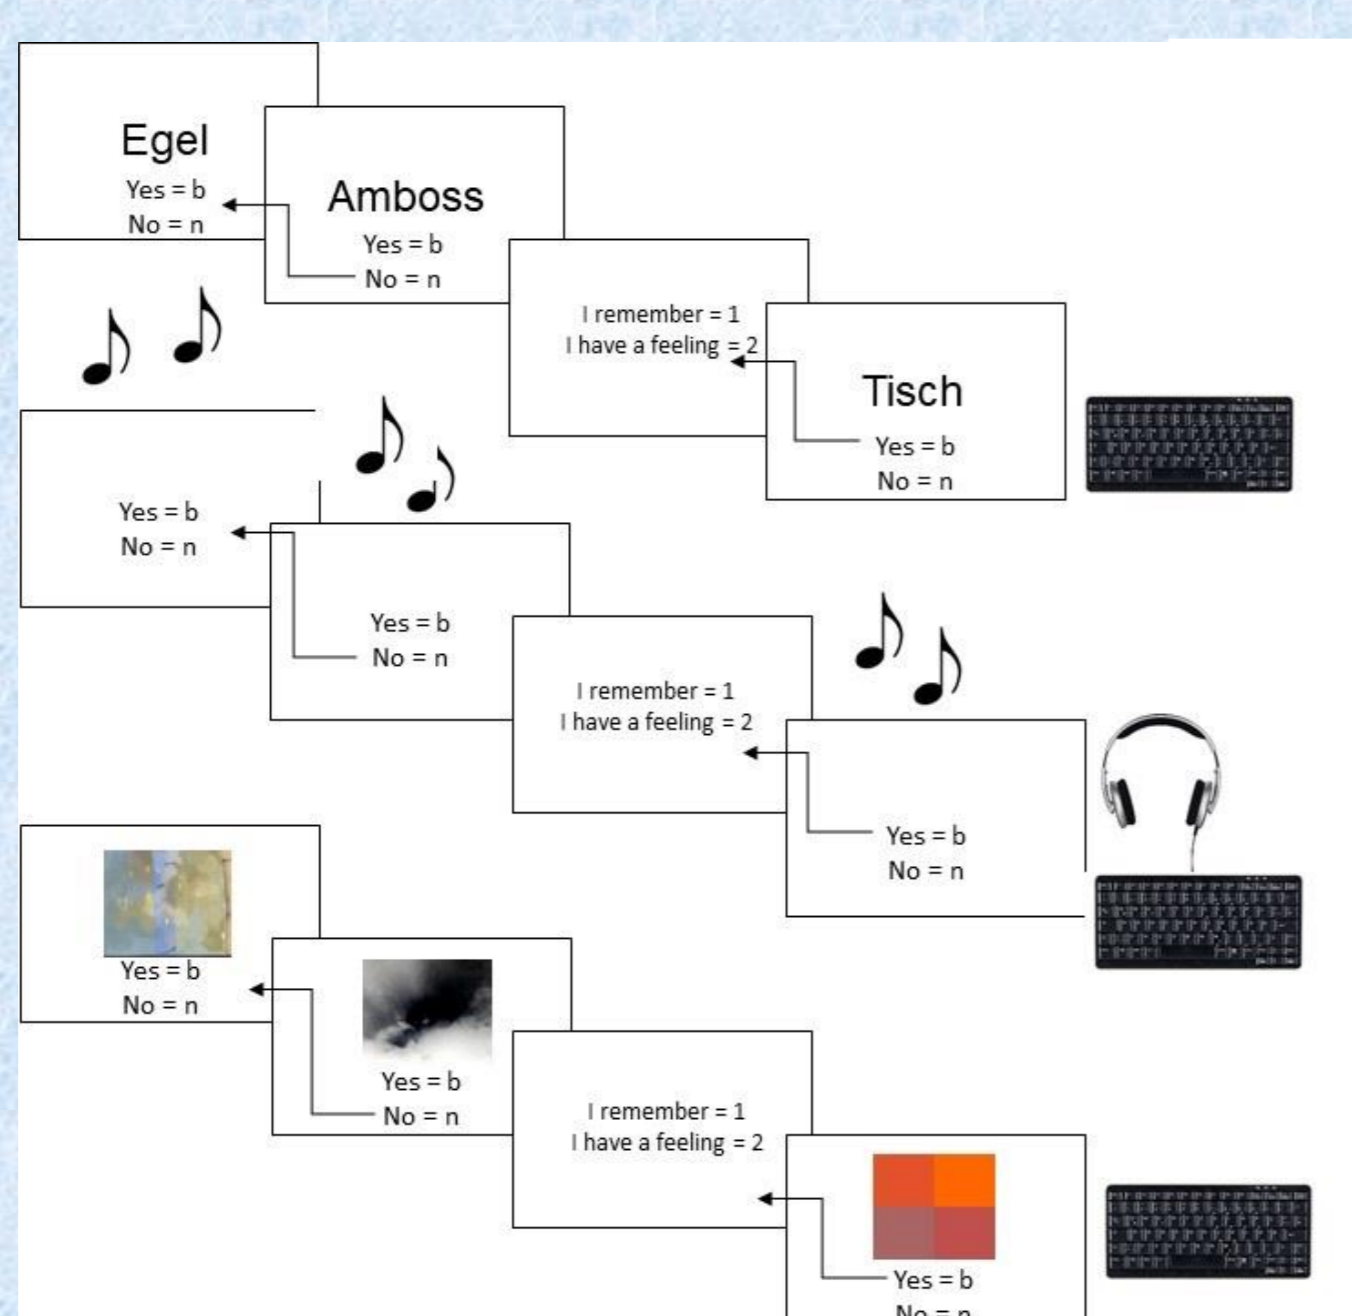 Egel
Yes = b
No = n
Amboss
Yes = b
No = n
I remember = 1
I have a feeling = 2
Tisch
Yes = b
No = n
Yes = b
No = n
Yes = b
No = n
I remember = 1
I have a feeling = 2
Yes = b
No = n
Yes = b
No = n
Yes = b
No = n
I remember = 1
I have a feeling = 2
Yes = b
No = n